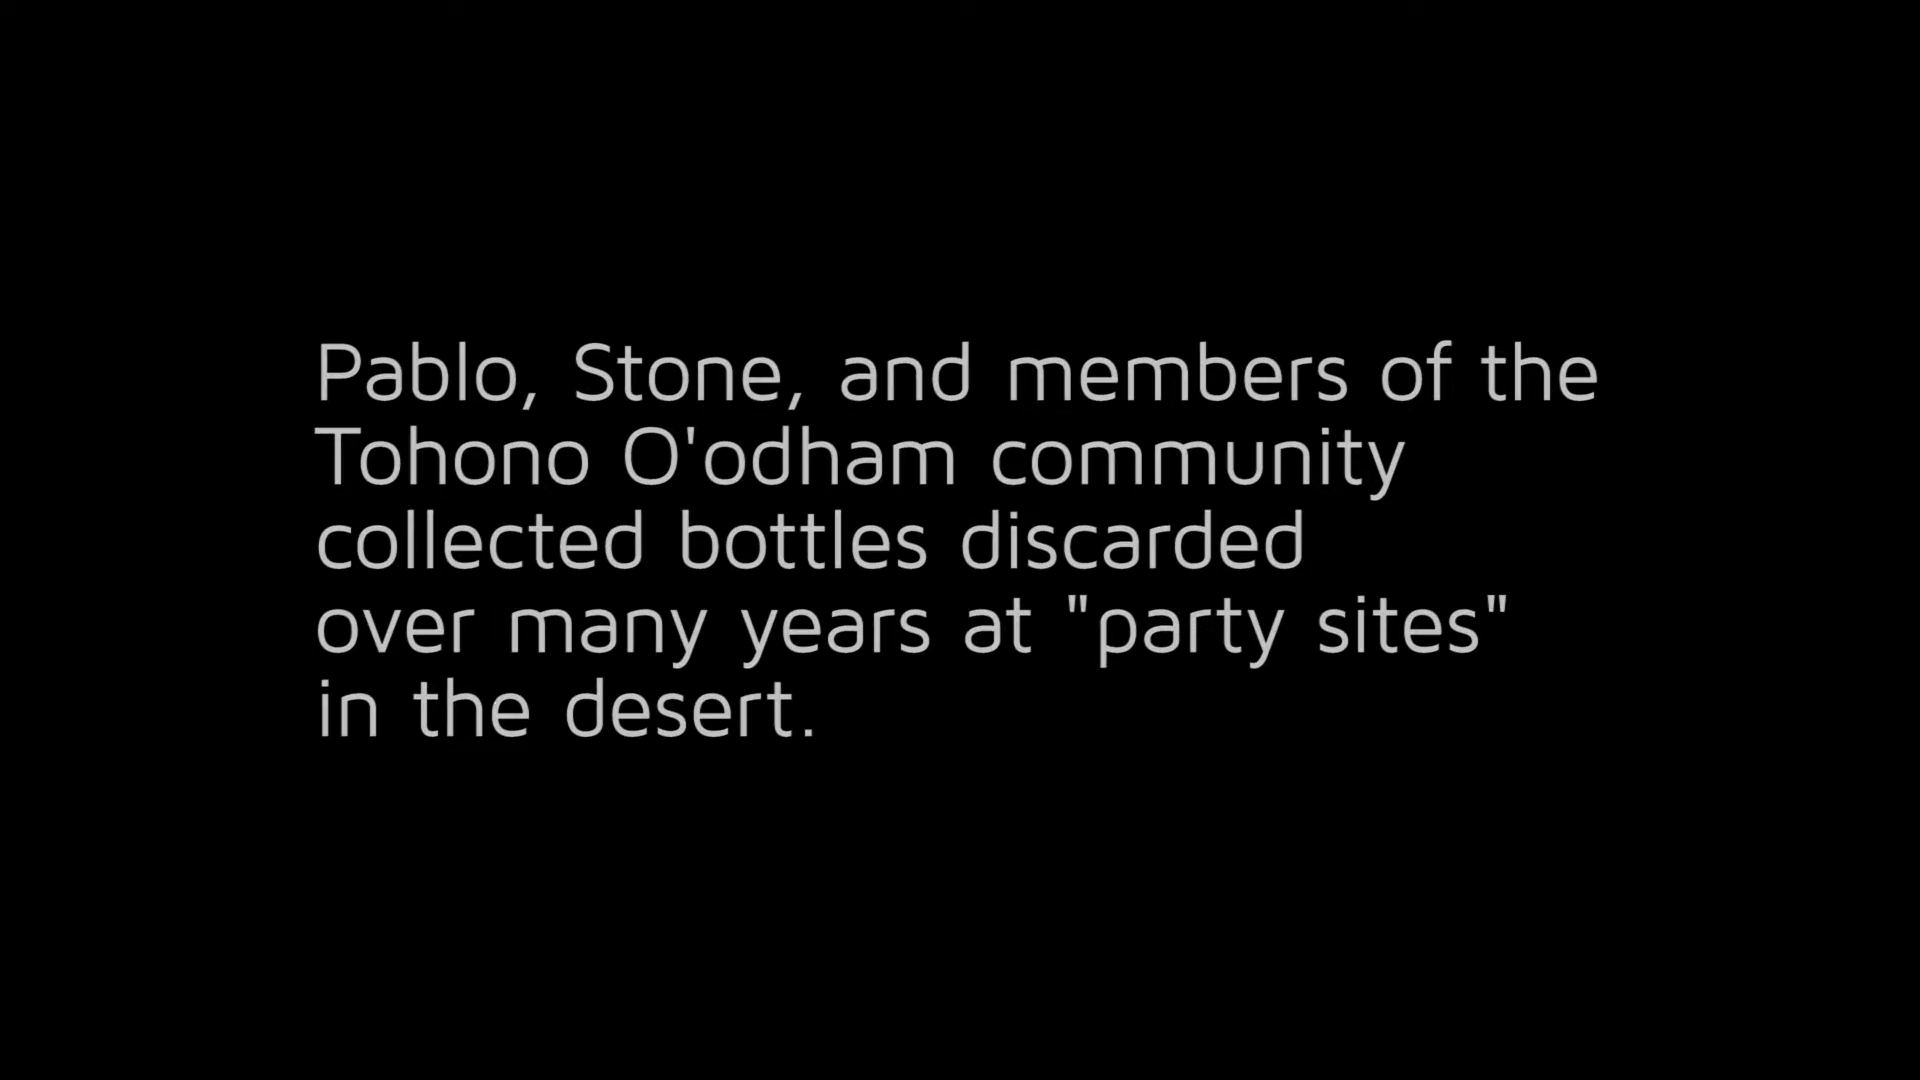 Pablo, Stone, and members of the
Tohono O'odham community
collected bottles discarded
over many years at "party sites"
in the desert.